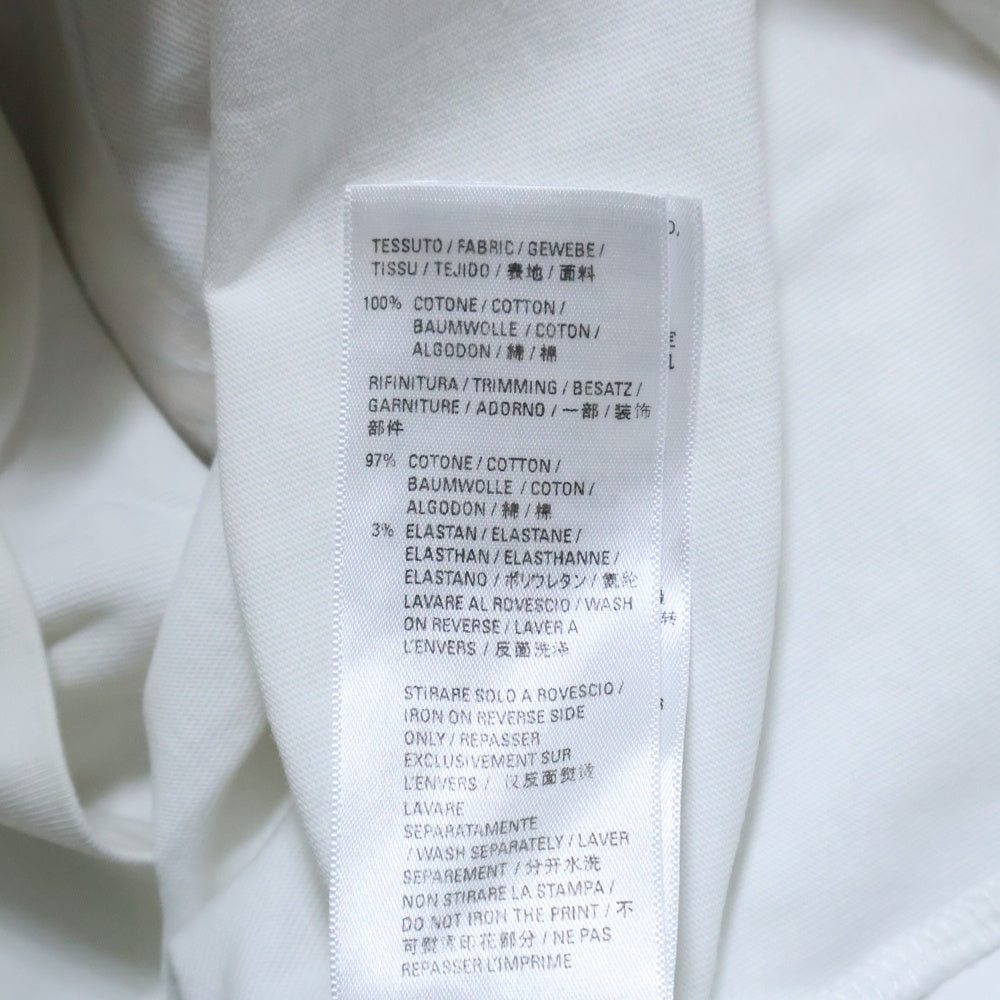 TESSUTO / FABRIC / GEWEBE /
TISSU / TEJIDO / 表地 / 面料
100% COTONE / COTTON /
BAUMWOLLE / COTON /
ALGODON / 綿 / 棉
RIFINITURA / TRIMMING / BESATZ /
GARNITURE / ADORNO / 一部 / 装饰
部件
97% COTONE / COTTON /
BAUMWOLLE / COTON /
ALGODON / 綿 / 棉
3% ELASTAN / ELASTANE /
ELASTHAN / ELASTHANNE /
ELASTANO / ポリウレタン / 氨纶
LAVARE AL ROVESCIO / WASH
ON REVERSE / LAVER A
L'ENVERS / 反面洗涤
STIRARE SOLO A ROVESCIO /
IRON ON REVERSE SIDE
ONLY / REPASSER
EXCLUSIVEMENT SUR
L'ENVERS / 仅反面熨烫
LAVARE
SEPARATAMENTE
/ WASH SEPARATELY / LAVER
SEPAREMENT / 分开水洗
NON STIRARE LA STAMPA /
DO NOT IRON THE PRINT / 不
可熨烫印花部分 / NE PAS
REPASSER L'IMPRIME